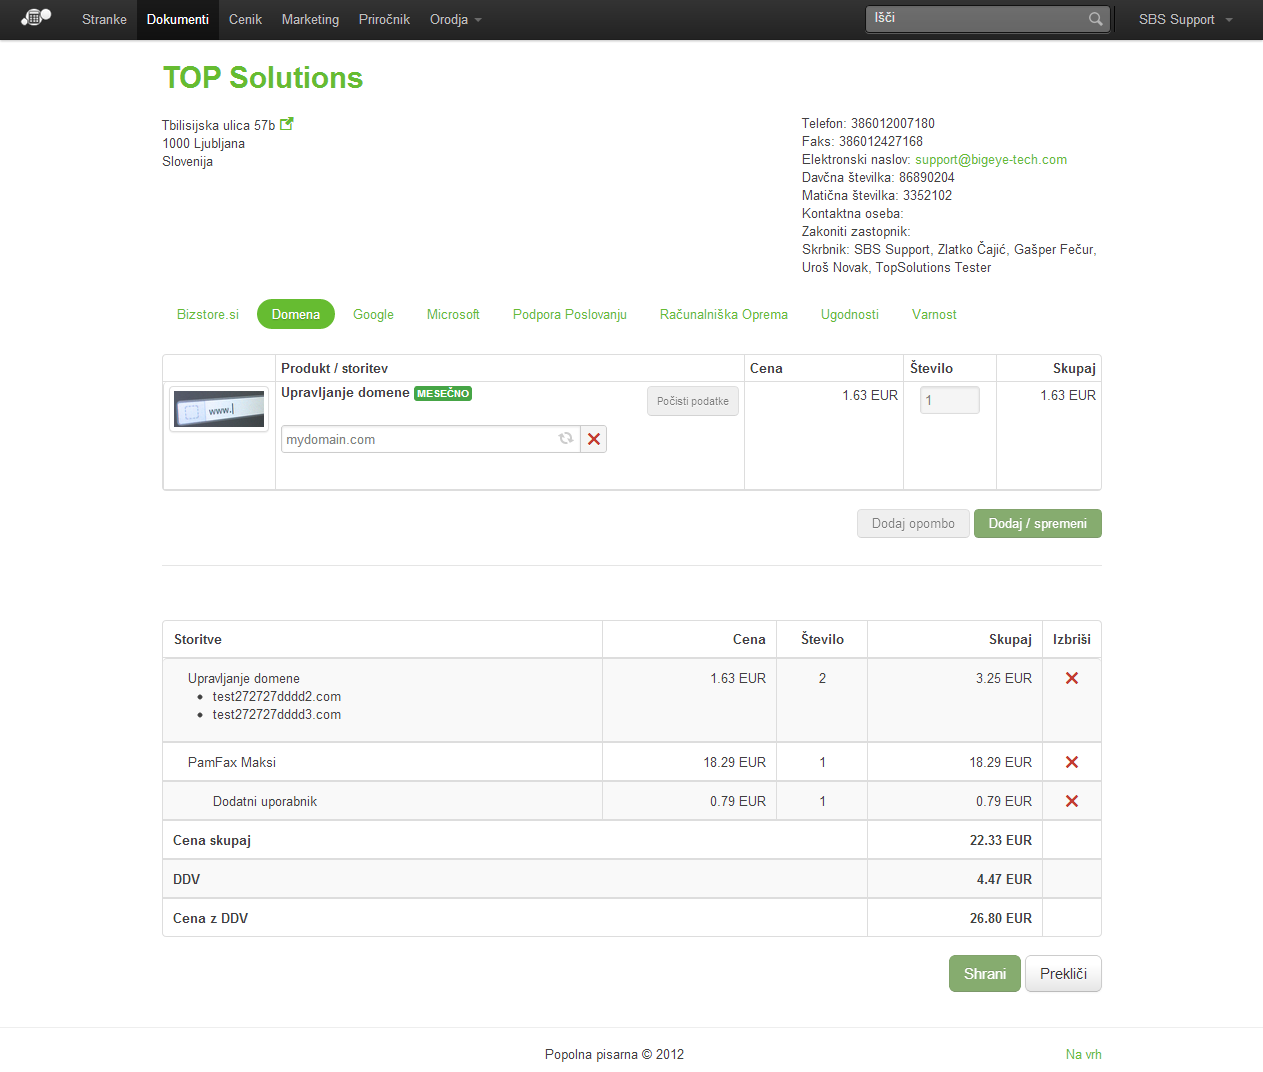 Stranke Dokumenti Cenik Marketing Priročnik Orodja Išči SBS Support
TOP Solutions
Tbilisijska ulica 57b
1000 Ljubljana
Slovenija
Telefon: 386012007180
Faks: 386012427168
Elektronski naslov: support@bigeye-tech.com
Davčna številka: 86890204
Matična številka: 3352102
Kontaktna oseba:
Zakoniti zastopnik:
Skrbnik: SBS Support, Zlatko Čajić, Gašper Fečur,
Uroš Novak, TopSolutions Tester
Bizstore.si Domena Google Microsoft Podpora Poslovanju Računalniška Oprema Ugodnosti Varnost
Produkt / storitev Cena Število Skupaj
www.
Upravljanje domene MESEČNO Počisti podatke 1.63 EUR 1 1.63 EUR
mydomain.com
Dodaj opombo Dodaj / spremeni
Storitve Cena Število Skupaj Izbriši
Upravljanje domene 1.63 EUR 2 3.25 EUR
• test272727dddd2.com
• test272727dddd3.com
PamFax Maksi 18.29 EUR 1 18.29 EUR
Dodatni uporabnik 0.79 EUR 1 0.79 EUR
Cena skupaj 22.33 EUR
DDV 4.47 EUR
Cena z DDV 26.80 EUR
Shrani Prekliči
Popolna pisarna © 2012 Na vrh